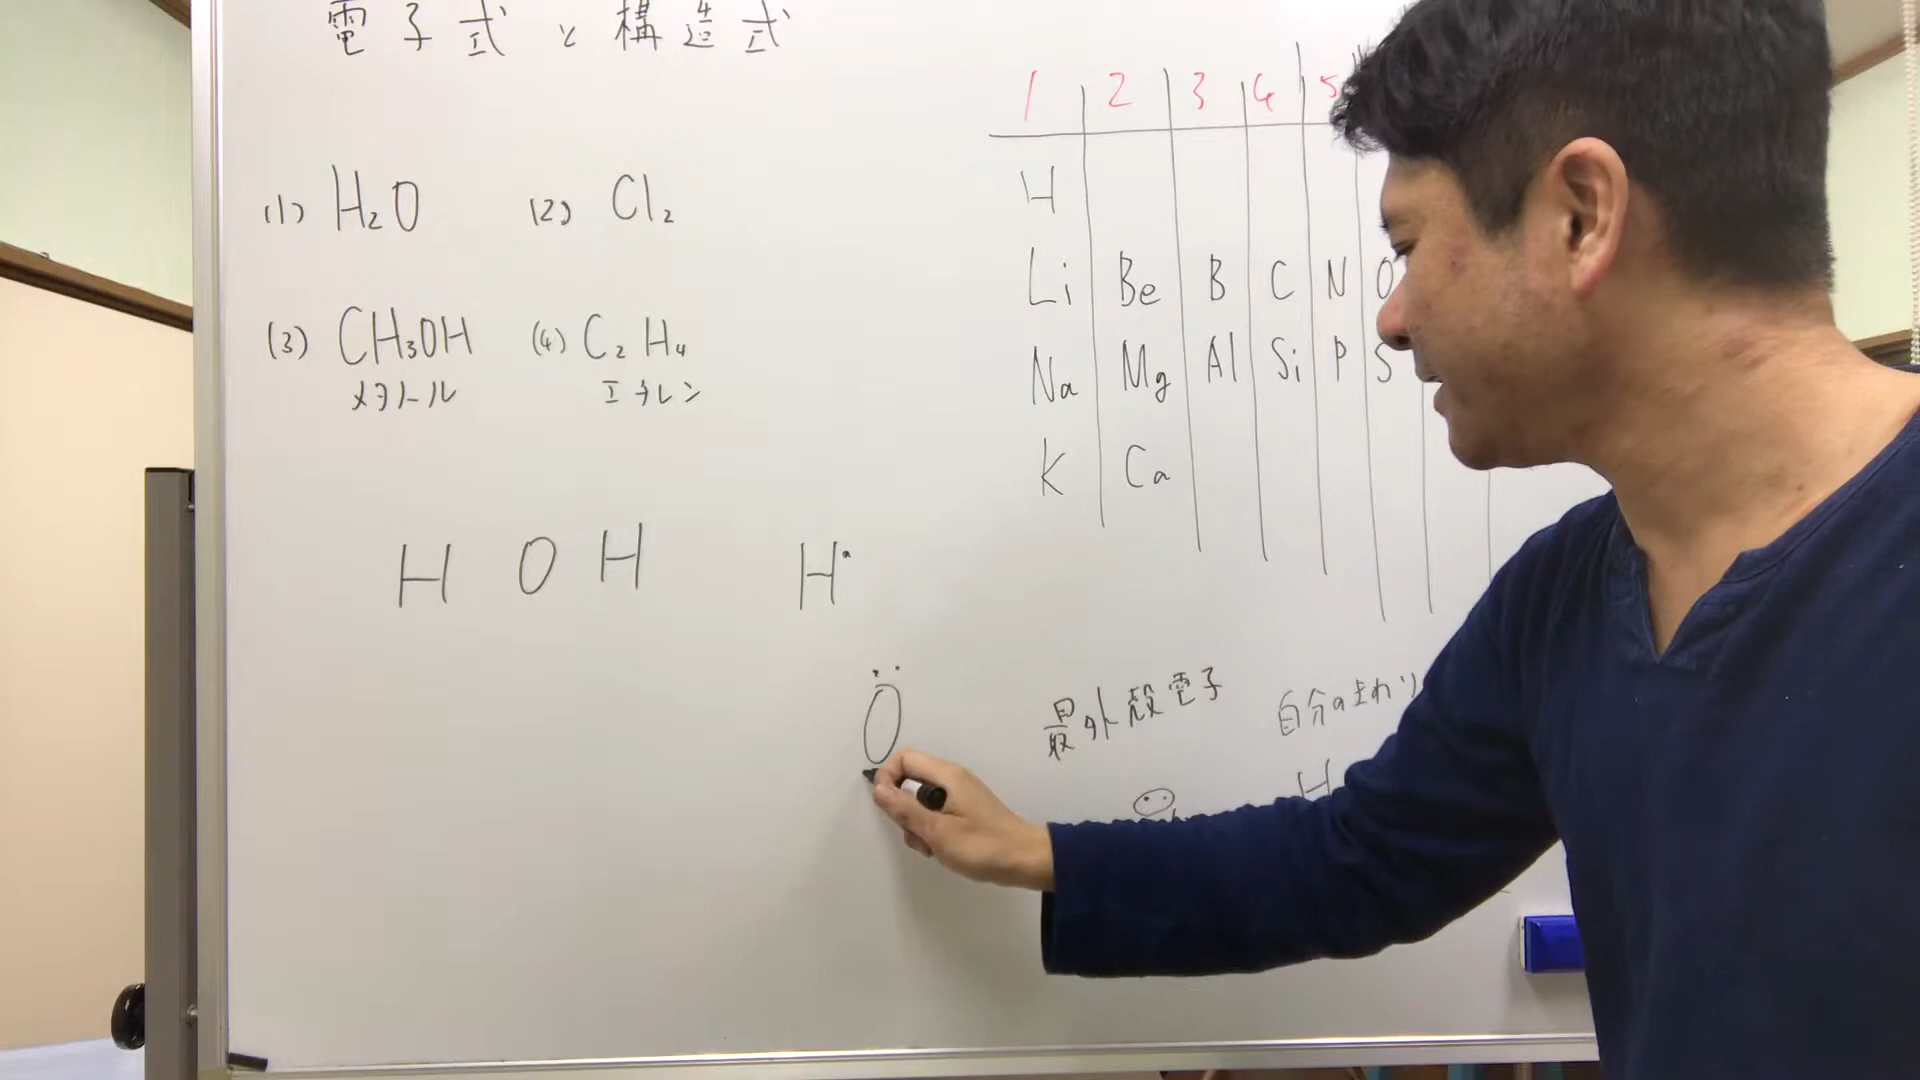 電子式と構造式
(1) H₂O (2) Cl₂
(3) CH₃OH (4) C₂H₄
メタノール エチレン
H O H H
O
1 2 3 4 5
H
Li Be B C N O
Na Mg Al Si P S
K Ca
最外殻電子 自分のまわり
H